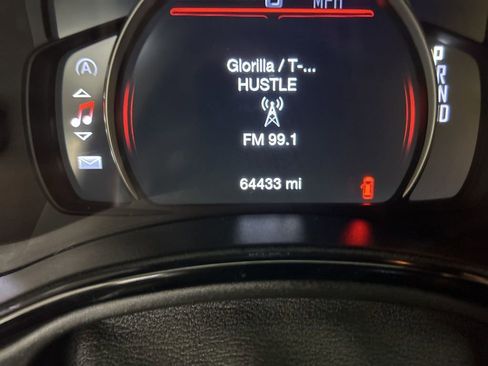 MPH
Glorilla / T-...
HUSTLE
FM 99.1
64433 mi
A
P
R
N
D